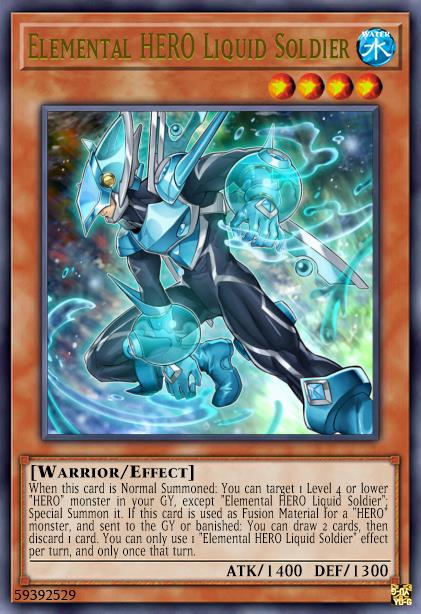 Elemental HERO Liquid Soldier
WATER
水
[Warrior/Effect]
When this card is Normal Summoned: You can target 1 Level 4 or lower
"HERO" monster in your GY, except "Elemental HERO Liquid Soldier";
Special Summon it. If this card is used as Fusion Material for a "HERO"
monster, and sent to the GY or banished: You can draw 2 cards, then
discard 1 card. You can only use 1 "Elemental HERO Liquid Soldier" effect
per turn, and only once that turn.
ATK/1400 DEF/1300
59392529